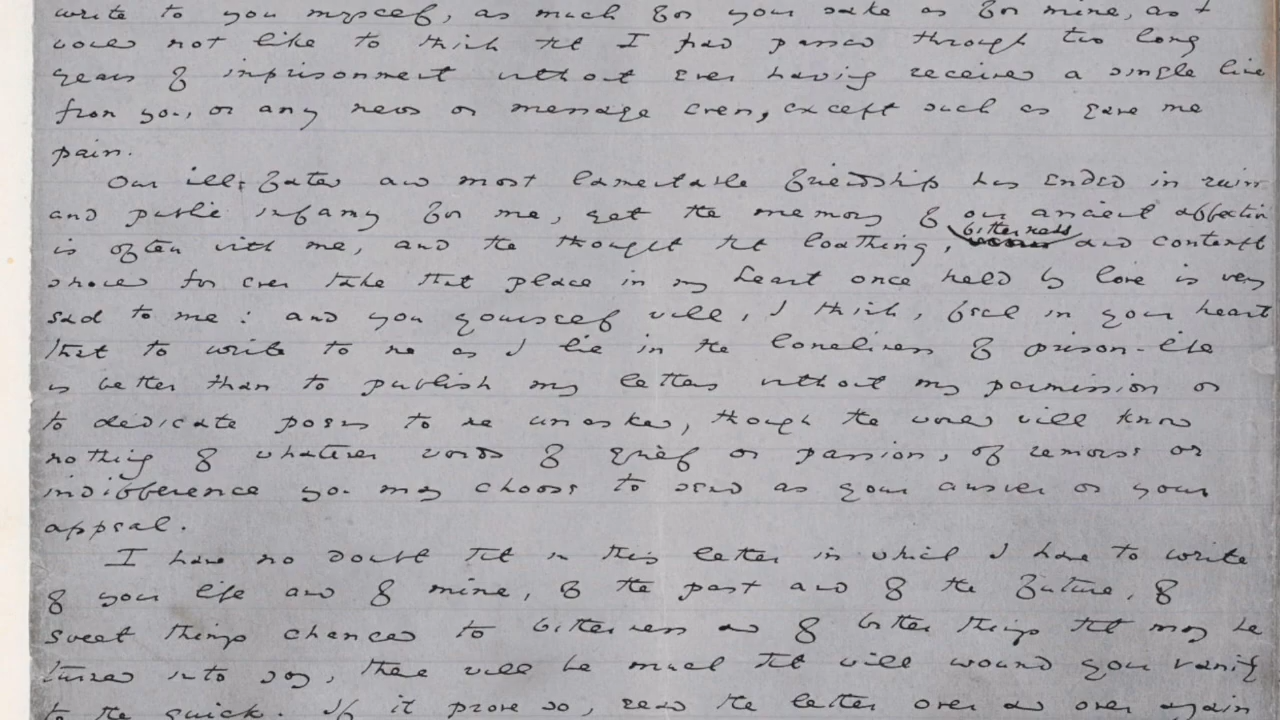 write to you myself, as much for your sake as for mine, as I
would not like to think that I had passed through two long
years of imprisonment without ever having received a single line
from you, or any news or message even, except such as gave me
pain.
Our ill-fated and most lamentable friendship has ended in ruin
and public infamy for me, yet the memory of our ancient affection
is often with me, and the thought that loathing, bitterness and contempt
should for ever take that place in my heart once held by love is very
sad to me: and you yourself will, I think, feel in your heart
that to write to me as I lie in the loneliness of prison-life
is better than to publish my letters without my permission or
to dedicate poems to me unasked, though the world will know
nothing of whatever words of grief or passion, of remorse or
indifference you may choose to send as your answer or your
appeal.
I have no doubt that in this letter in which I have to write
of your life and of mine, of the past and of the future, of
sweet things changed to bitterness and of bitter things that may be
turned into joy, there will be much that will wound your vanity
to the quick. If it prove so, read the letter over and over again